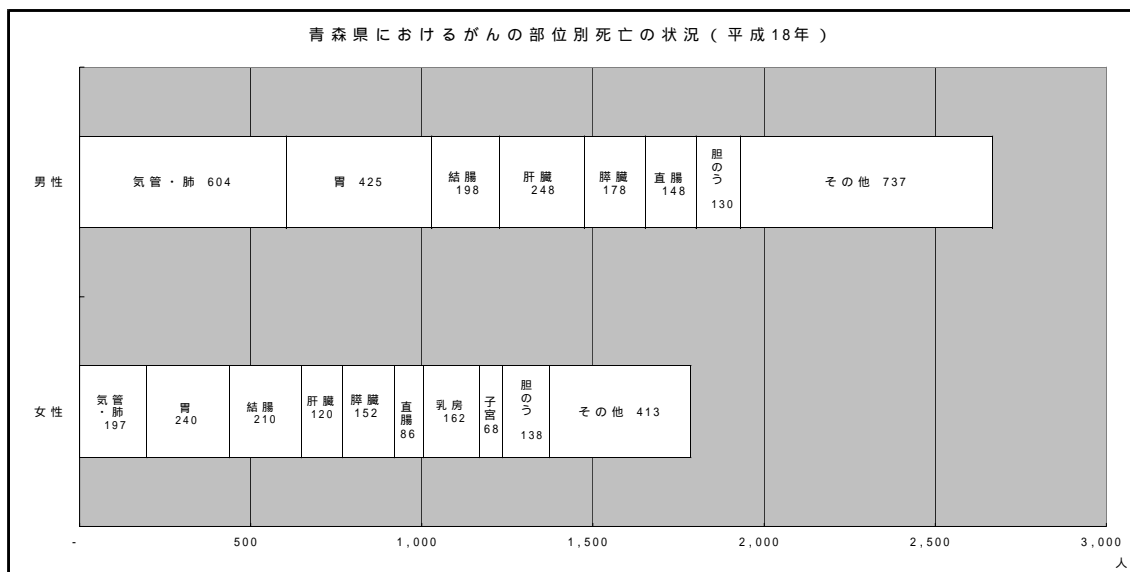 青森県におけるがんの部位別死亡の状況（平成18年）
男性
気管・肺 604
胃 425
結腸
198
肝臓
248
膵臓
178
直腸
148
胆のう
130
その他 737
女性
気管
・肺
197
胃
240
結腸
210
肝臓
120
膵臓
152
直腸
86
乳房
162
子宮
68
胆のう
138
その他 413
- 500 1,000 1,500 2,000 2,500 3,000
人